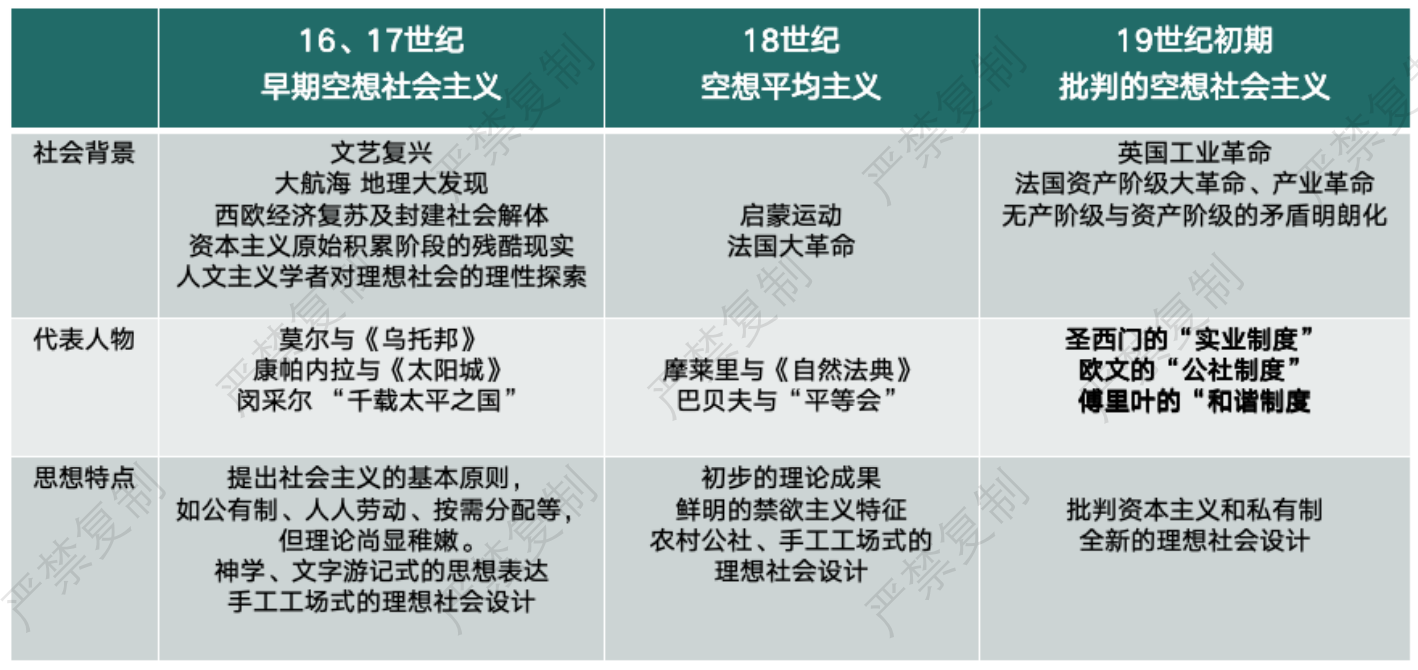 16、17世纪
早期空想社会主义
18世纪
空想平均主义
19世纪初期
批判的空想社会主义
社会背景
文艺复兴
大航海 地理大发现
西欧经济复苏及封建社会解体
资本主义原始积累阶段的残酷现实
人文主义学者对理想社会的理性探索
启蒙运动
法国大革命
英国工业革命
法国资产阶级大革命、产业革命
无产阶级与资产阶级的矛盾明朗化
代表人物
莫尔与《乌托邦》
康帕内拉与《太阳城》
闵采尔 “千载太平之国”
摩莱里与《自然法典》
巴贝夫与“平等会”
圣西门的“实业制度”
欧文的“公社制度”
傅里叶的“和谐制度
思想特点
提出社会主义的基本原则，
如公有制、人人劳动、按需分配等，
但理论尚显稚嫩。
神学、文字游记式的思想表达
手工工场式的理想社会设计
初步的理论成果
鲜明的禁欲主义特征
农村公社、手工工场式的
理想社会设计
批判资本主义和私有制
全新的理想社会设计
严禁复制
严禁复制
严禁复制
严禁复制
严禁复制
严禁复制
严禁复制
严禁复制
严禁复制